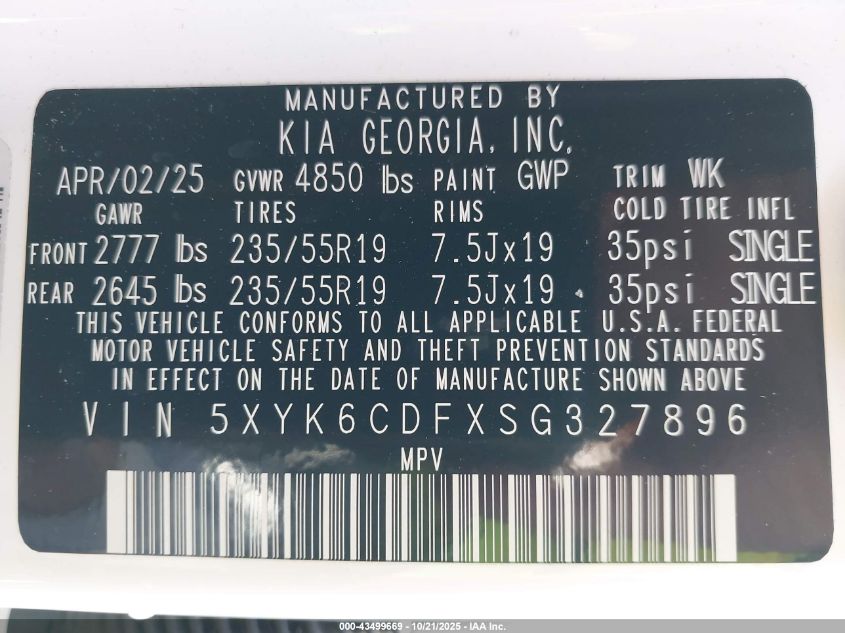 MANUFACTURED BY
KIA GEORGIA, INC.
APR/02/25 GVWR 4850 lbs PAINT GWP TRIM WK
GAWR TIRES RIMS COLD TIRE INFL
FRONT 2777 lbs 235/55R19 7.5Jx19 35psi SINGLE
REAR 2645 lbs 235/55R19 7.5Jx19 35psi SINGLE
THIS VEHICLE CONFORMS TO ALL APPLICABLE U.S.A. FEDERAL
MOTOR VEHICLE SAFETY AND THEFT PREVENTION STANDARDS
IN EFFECT ON THE DATE OF MANUFACTURE SHOWN ABOVE
VIN 5XYK6CDFXSG327896
MPV
000-43499669 - 10/21/2025 - IAA Inc.